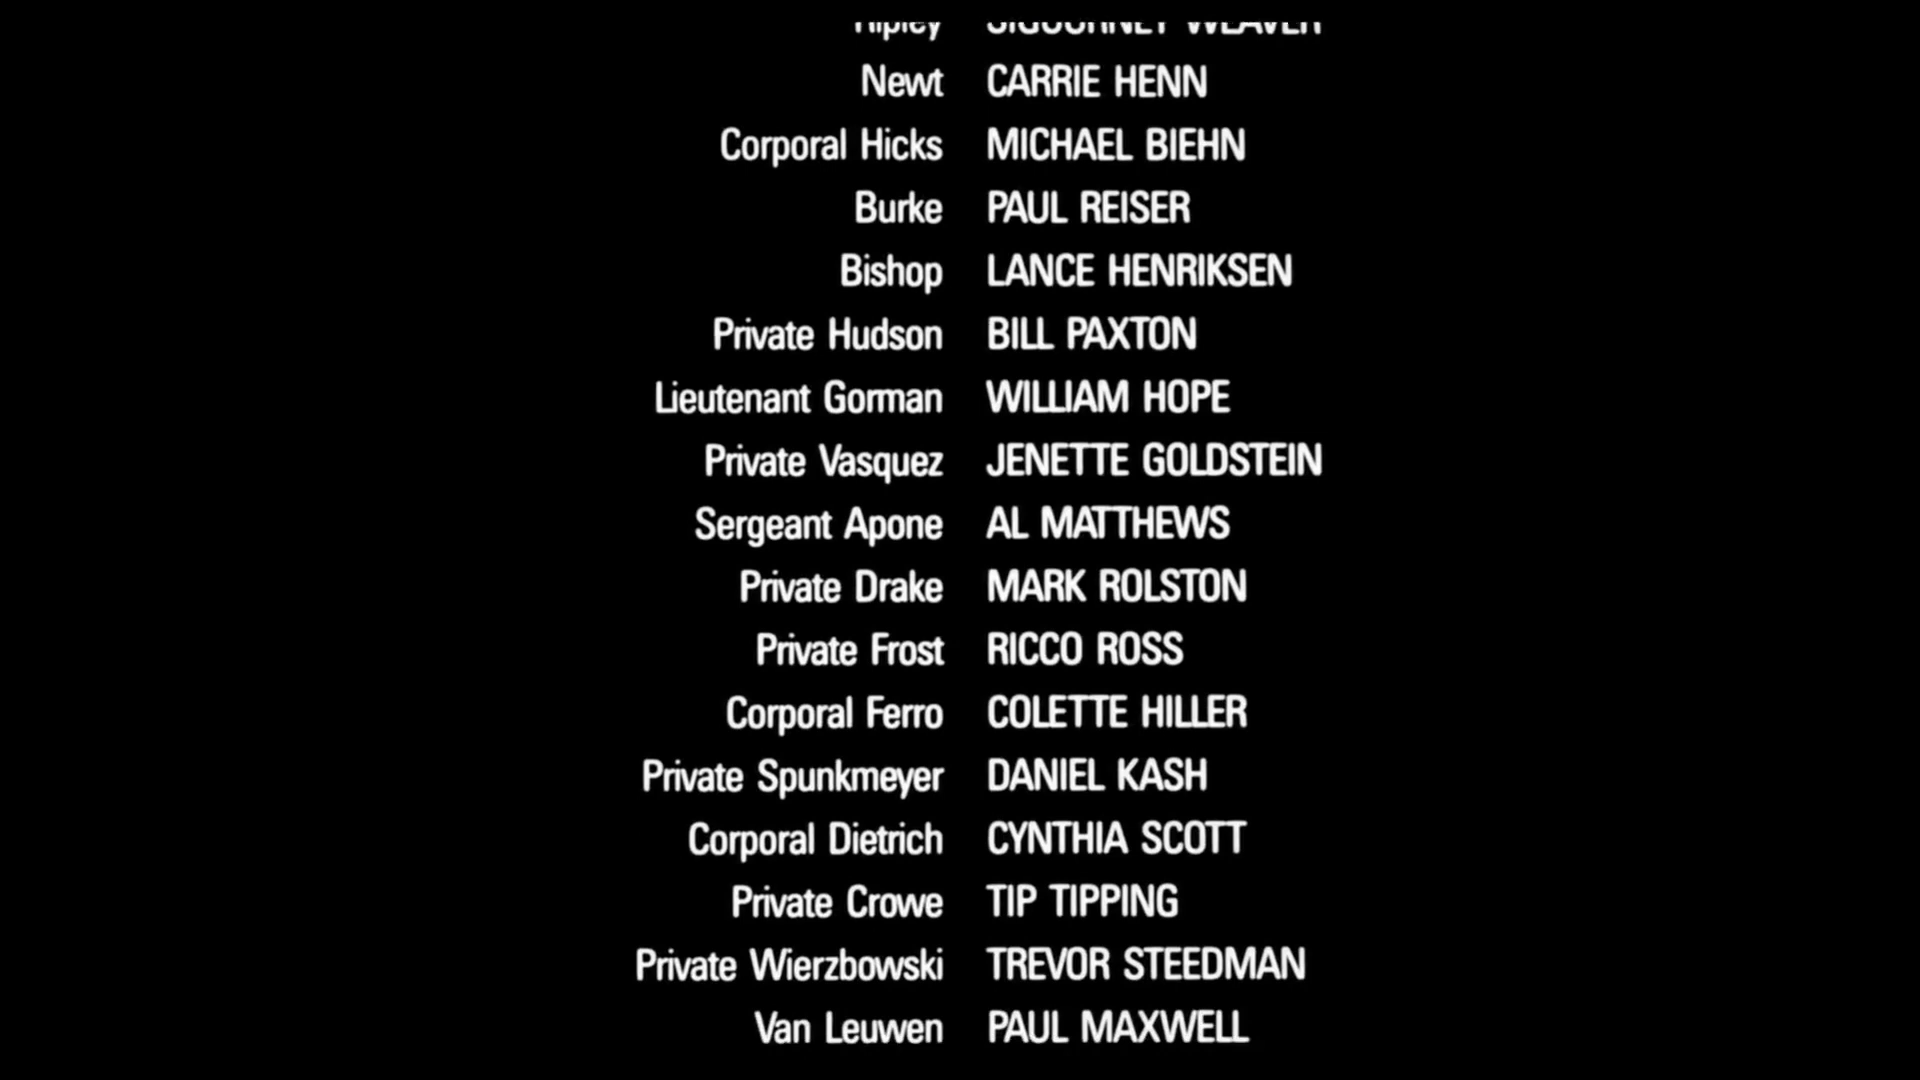 Ripley SIGOURNEY WEAVER
Newt CARRIE HENN
Corporal Hicks MICHAEL BIEHN
Burke PAUL REISER
Bishop LANCE HENRIKSEN
Private Hudson BILL PAXTON
Lieutenant Gorman WILLIAM HOPE
Private Vasquez JENETTE GOLDSTEIN
Sergeant Apone AL MATTHEWS
Private Drake MARK ROLSTON
Private Frost RICCO ROSS
Corporal Ferro COLETTE HILLER
Private Spunkmeyer DANIEL KASH
Corporal Dietrich CYNTHIA SCOTT
Private Crowe TIP TIPPING
Private Wierzbowski TREVOR STEEDMAN
Van Leuwen PAUL MAXWELL